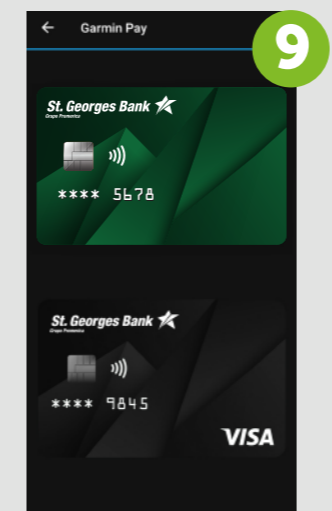 Garmin Pay
9
St. Georges Bank
Grupo Promerica
**** 5678
St. Georges Bank
Grupo Promerica
**** 9845
VISA